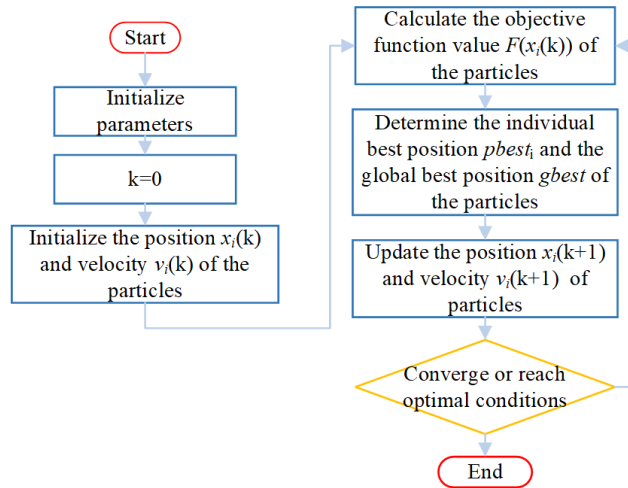 Start
Initialize
parameters
k=0
Initialize the position xᵢ(k)
and velocity vᵢ(k) of the
particles
Calculate the objective
function value F(xᵢ(k)) of
the particles
Determine the individual
best position pbestᵢ and the
global best position gbest of
the particles
Update the position xᵢ(k+1)
and velocity vᵢ(k+1) of
particles
Converge or reach
optimal conditions
End